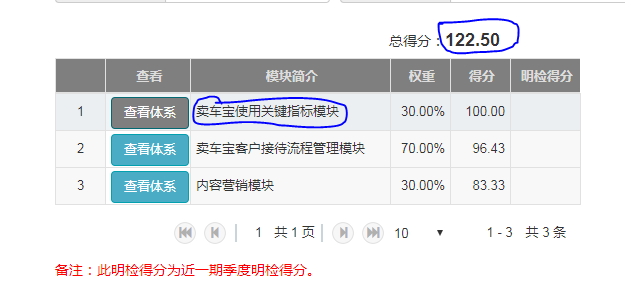 总得分：122.50
查看 模块简介 权重 得分 明检得分
1 查看体系 卖车宝使用关键指标模块 30.00% 100.00
2 查看体系 卖车宝客户接待流程管理模块 70.00% 96.43
3 查看体系 内容营销模块 30.00% 83.33
1 共 1 页 10 1 - 3 共 3 条
备注：此明检得分为近一期季度明检得分。